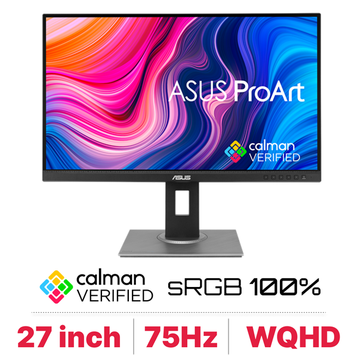 ASUS ProArt
calman
VERIFIED
ASUS
calman
VERIFIED
sRGB 100%
27 inch
75Hz
WQHD